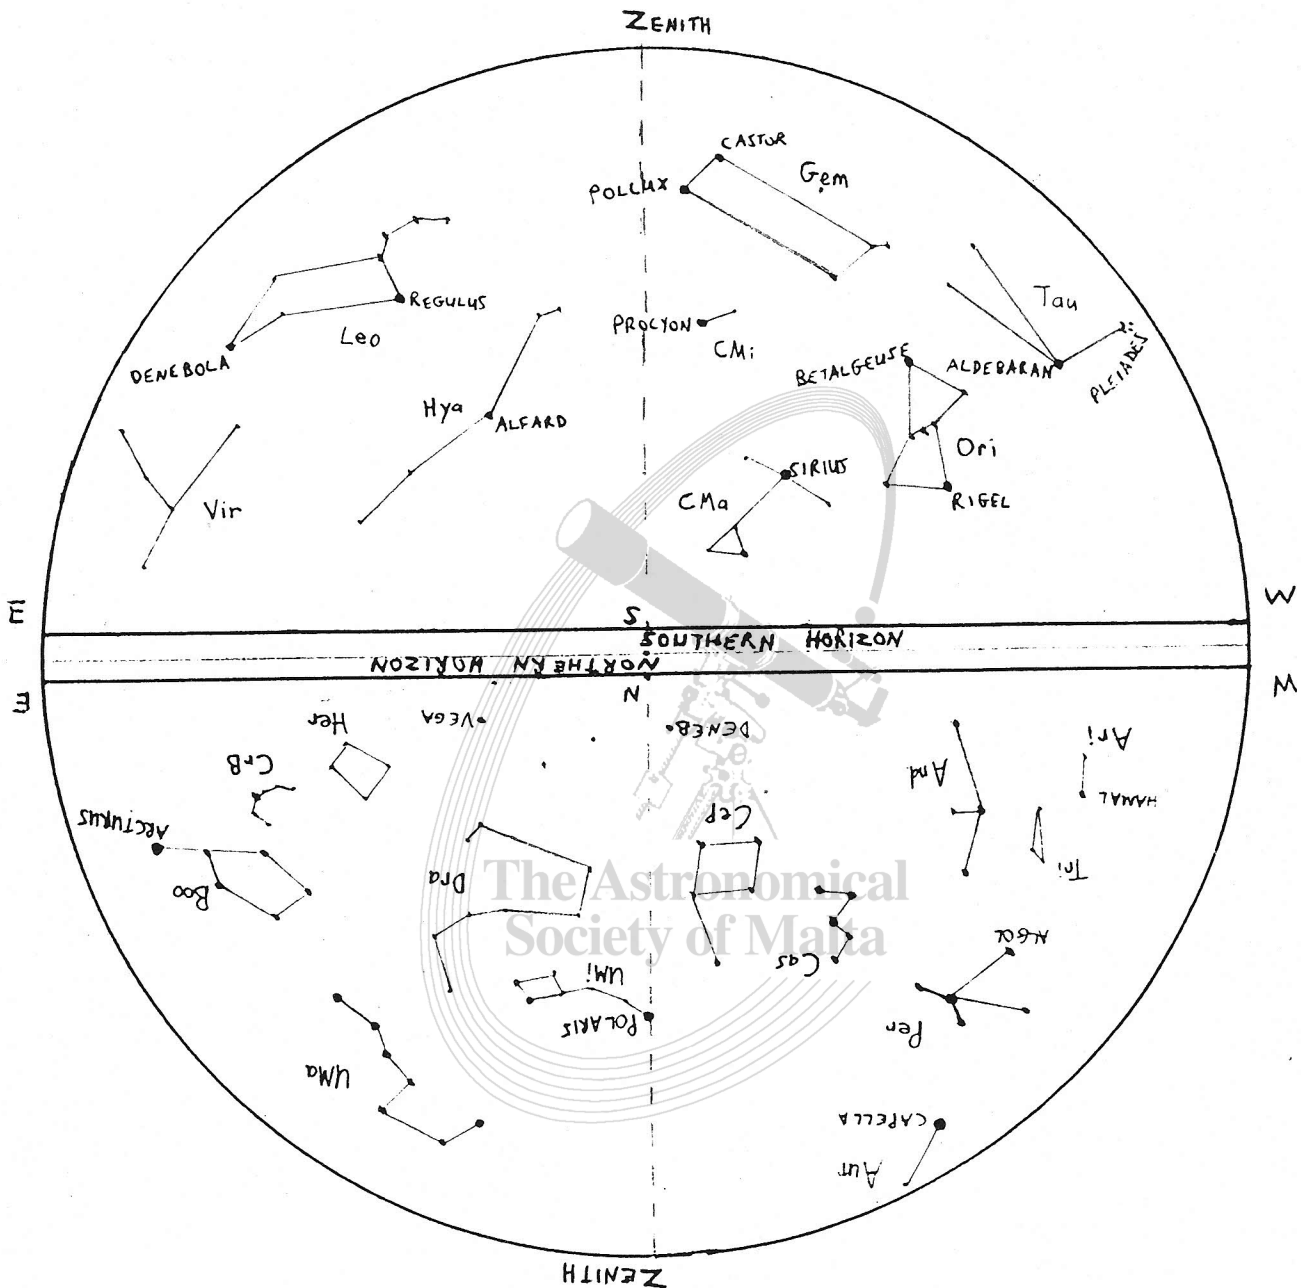 ZENITH
CASTOR
Gem
POLLUX
REGULUS
Leo
DENEBOLA
Tau
PROCYON
CMi
PLEIADES
BETALGEUSE
ALDEBARAN
Hya
ALFARD
Ori
SIRIUS
CMa
RIGEL
Vir
E
S
W
SOUTHERN HORIZON
NORTHERN HORIZON
E
N
W
VEGA
DENEB
Her
CrB
And
Ari
HAMAL
ARCTURUS
Cep
Tri
Boo
Dra
The Astronomical
Society of Malta
ALGOL
Cas
UMi
POLARIS
Per
UMa
CAPELLA
Aur
ZENITH